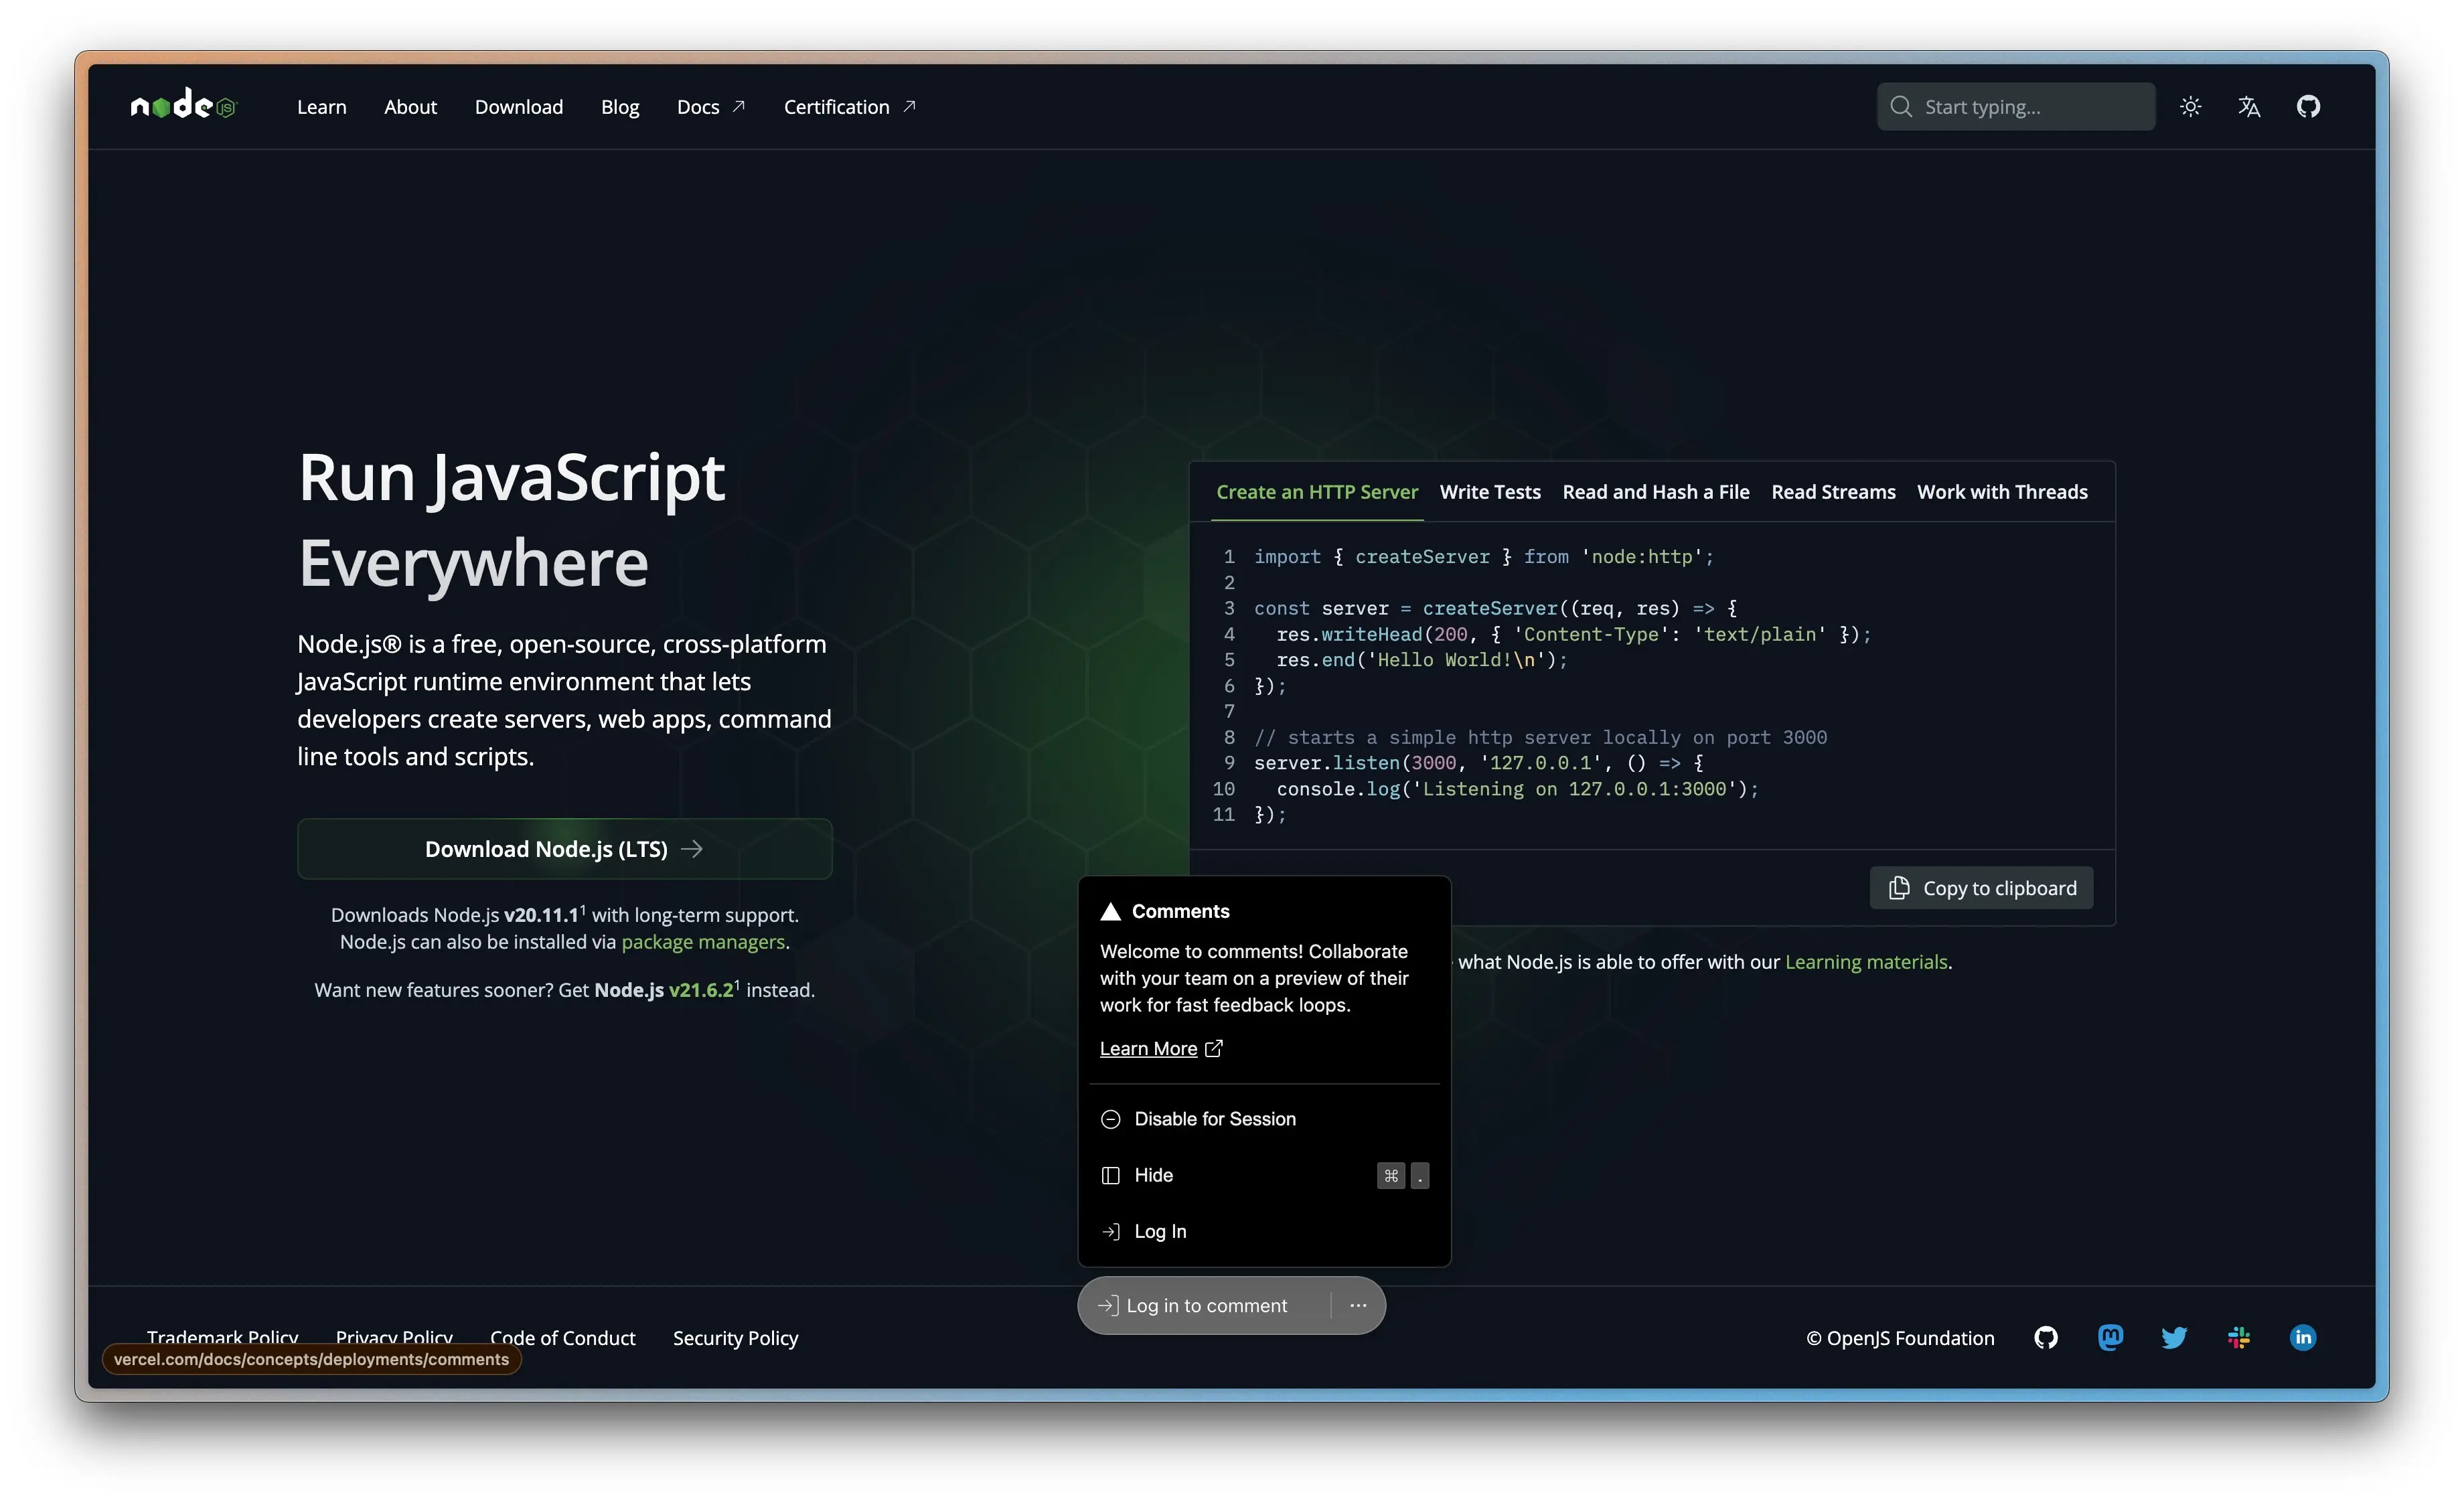 node JS
Learn
About
Download
Blog
Docs
Certification
Start typing...
Run JavaScript
Everywhere
Node.js® is a free, open-source, cross-platform
JavaScript runtime environment that lets
developers create servers, web apps, command
line tools and scripts.
Download Node.js (LTS)
Downloads Node.js v20.11.1¹ with long-term support.
Node.js can also be installed via package managers.
Want new features sooner? Get Node.js v21.6.2¹ instead.
Create an HTTP Server
Write Tests
Read and Hash a File
Read Streams
Work with Threads
1 import { createServer } from 'node:http';
2
3 const server = createServer((req, res) => {
4   res.writeHead(200, { 'Content-Type': 'text/plain' });
5   res.end('Hello World!\n');
6 });
7
8 // starts a simple http server locally on port 3000
9 server.listen(3000, '127.0.0.1', () => {
10   console.log('Listening on 127.0.0.1:3000');
11 });
Copy to clipboard
what Node.js is able to offer with our Learning materials.
Comments
Welcome to comments! Collaborate
with your team on a preview of their
work for fast feedback loops.
Learn More
Disable for Session
Hide ⌘ .
Log In
Log in to comment
Trademark Policy
Privacy Policy
Code of Conduct
Security Policy
© OpenJS Foundation
vercel.com/docs/concepts/deployments/comments